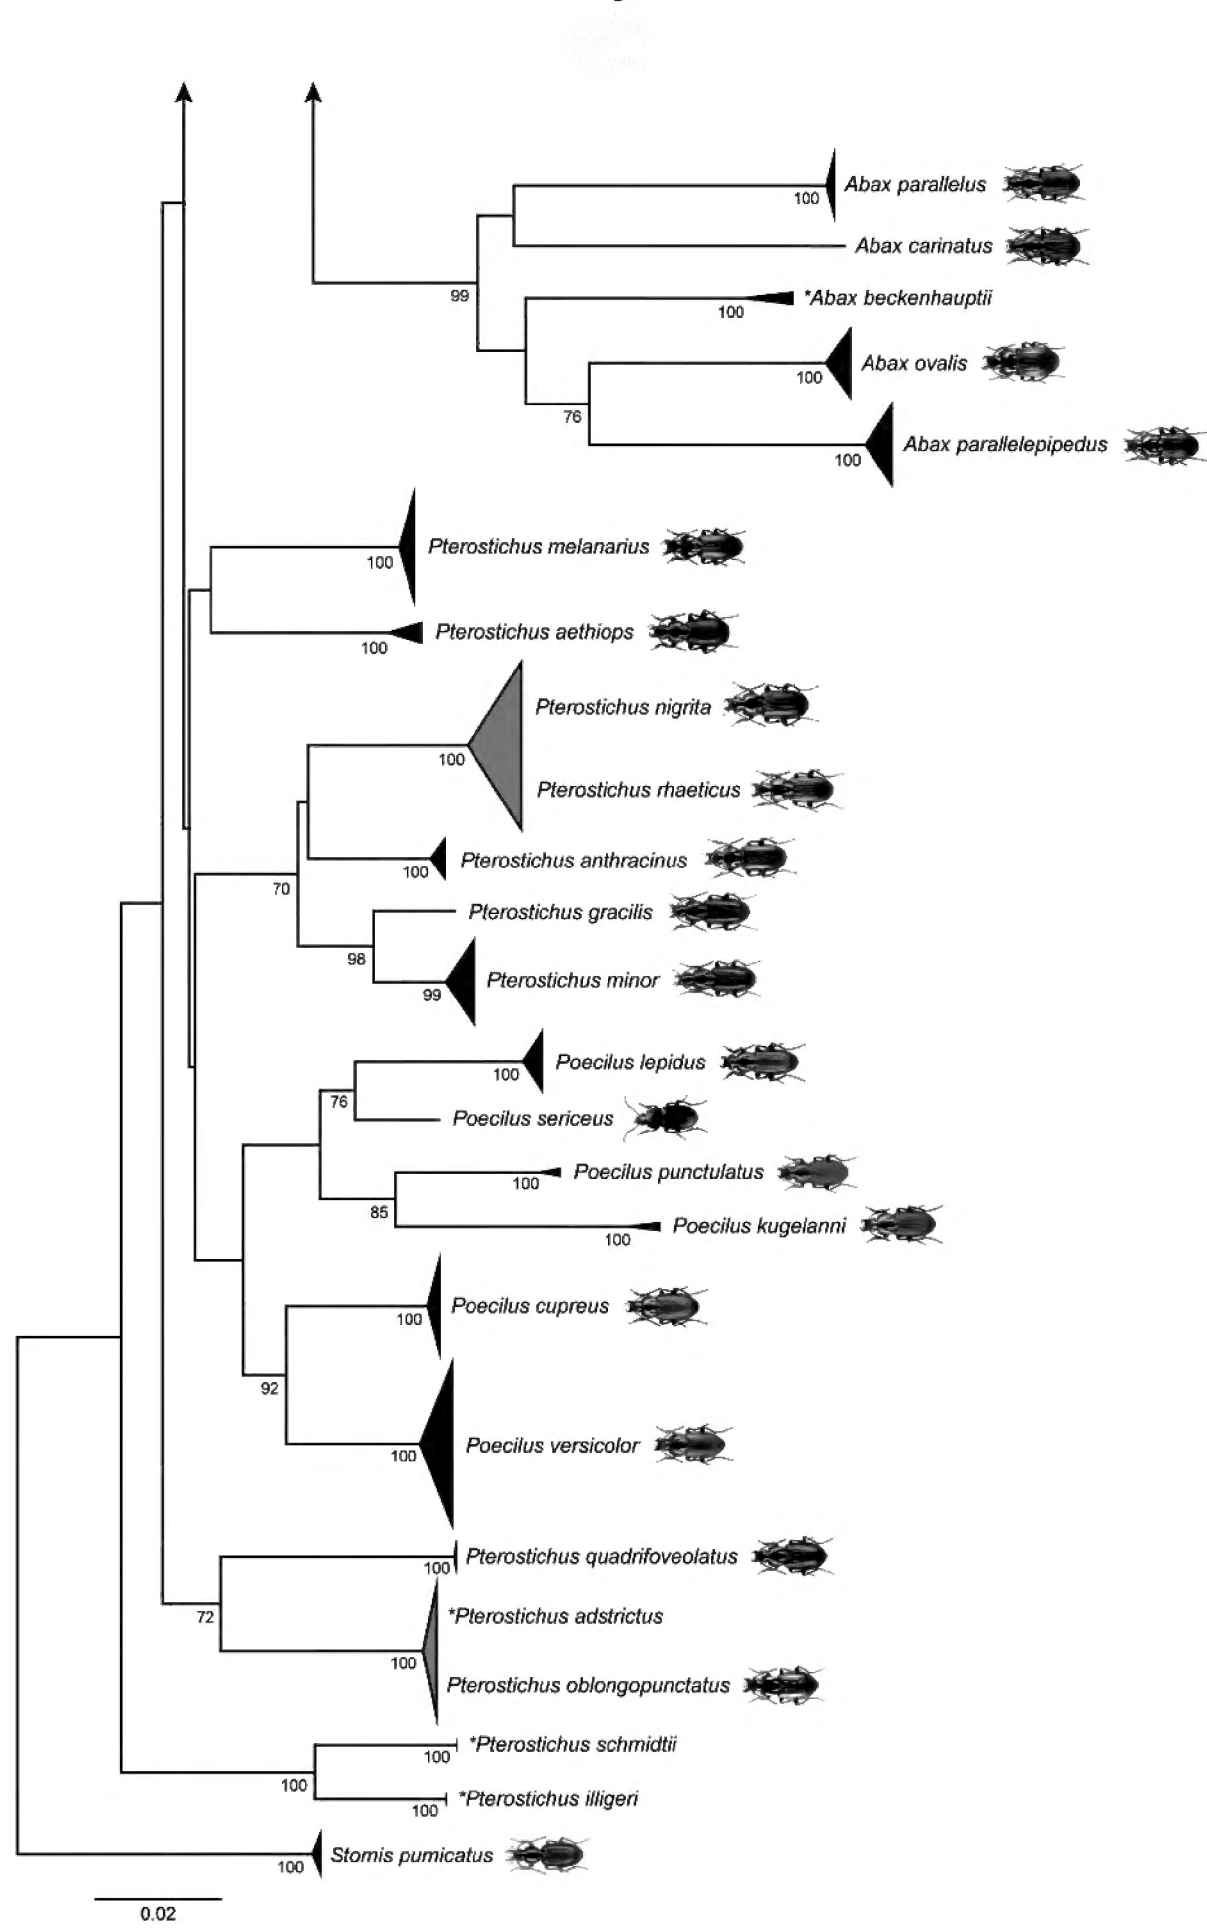 100
Abax parallelus
Abax carinatus
99
*Abax beckenhauptii
100
Abax ovalis
100
76
Abax parallelepipedus
100
Pterostichus melanarius
100
Pterostichus aethiops
100
Pterostichus nigrita
100
Pterostichus rhaeticus
Pterostichus anthracinus
100
70
Pterostichus gracilis
98
Pterostichus minor
99
Poecilus lepidus
100
76
Poecilus sericeus
Poecilus punctulatus
100
85
Poecilus kugelanni
100
Poecilus cupreus
100
92
Poecilus versicolor
100
Pterostichus quadrifoveolatus
100
72
*Pterostichus adstrictus
100
Pterostichus oblongopunctatus
*Pterostichus schmidtii
100
100
*Pterostichus illigeri
100
Stomis pumicatus
100
0.02